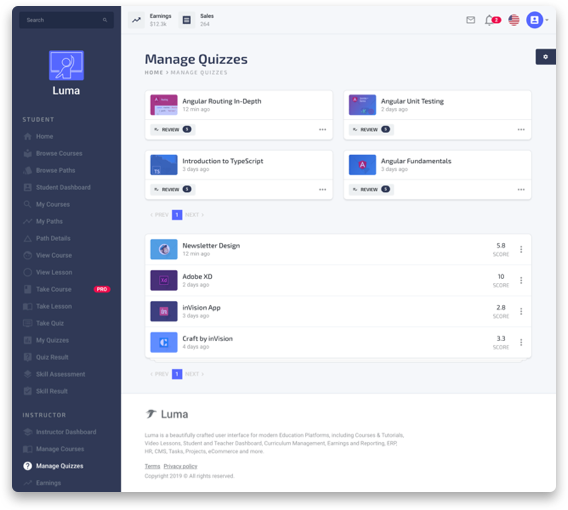 Search
Earnings
$12.3k
Sales
264
2
Luma
STUDENT
Home
Browse Courses
Browse Paths
Student Dashboard
My Courses
My Paths
Path Details
View Course
View Lesson
Take Course PRO
Take Lesson
Take Quiz
My Quizzes
Quiz Result
Skill Assessment
Skill Result
INSTRUCTOR
Instructor Dashboard
Manage Courses
Manage Quizzes
Earnings
Manage Quizzes
HOME > MANAGE QUIZZES
Angular Routing In-Depth
12 min ago
REVIEW
Angular Unit Testing
2 days ago
REVIEW 5
Introduction to TypeScript
3 days ago
TS
REVIEW
Angular Fundamentals
3 days ago
A
REVIEW
< PREV 1 NEXT >
Newsletter Design
12 min ago
5.8
SCORE
Adobe XD
2 days ago
10
SCORE
inVision App
3 days ago
2.8
SCORE
Craft by inVision
4 days ago
3.3
SCORE
< PREV 1 NEXT >
Luma
Luma is a beautifully crafted user interface for modern Education Platforms, including Courses & Tutorials,
Video Lessons, Student and Teacher Dashboard, Curriculum Management, Earnings and Reporting, ERP,
HR, CMS, Tasks, Projects, eCommerce and more.
Terms Privacy policy
Copyright 2019 © All rights reserved.